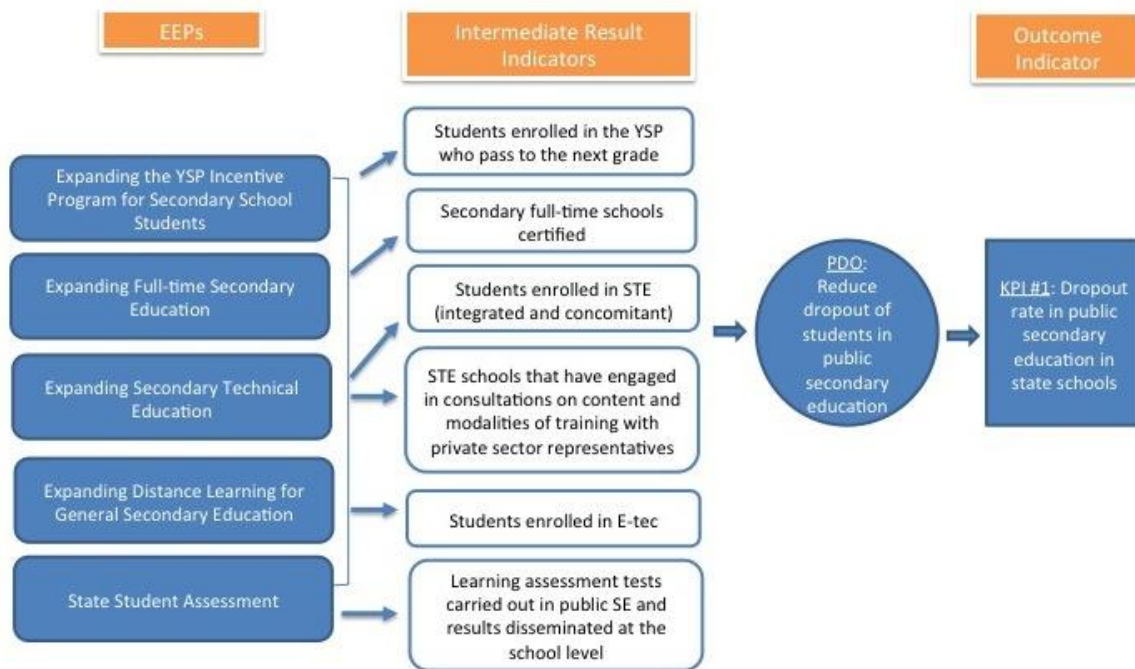 EEPs
Intermediate Result
Indicators
Outcome
Indicator
Expanding the YSP Incentive
Program for Secondary School
Students
Expanding Full-time Secondary
Education
Expanding Secondary Technical
Education
Expanding Distance Learning for
General Secondary Education
State Student Assessment
Students enrolled in the YSP
who pass to the next grade
Secondary full-time schools
certified
Students enrolled in STE
(integrated and concomitant)
STE schools that have engaged
in consultations on content and
modalities of training with
private sector representatives
Students enrolled in E-tec
Learning assessment tests
carried out in public SE and
results disseminated at the
school level
PDO:
Reduce
dropout of
students in
public
secondary
education
KPI #1: Dropout
rate in public
secondary
education in
state schools